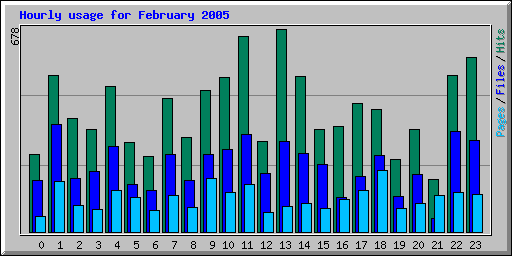 Hourly usage for February 2005
678
Pages / Files / Hits
0 1 2 3 4 5 6 7 8 9 10 11 12 13 14 15 16 17 18 19 20 21 22 23